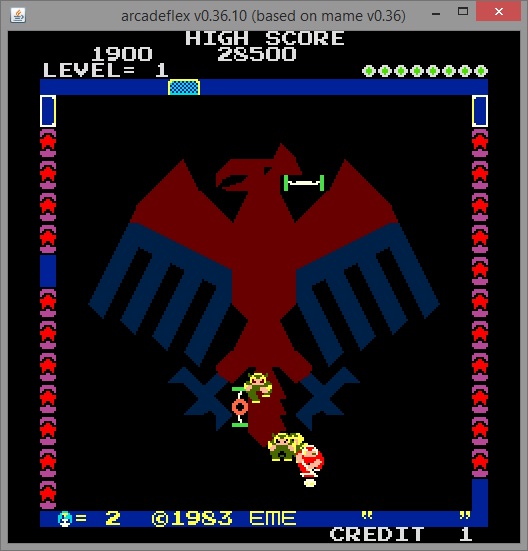 arcadeflex v0.36.10 (based on mame v0.36)
HIGH SCORE
1900 28500
LEVEL= 1
= 2 ©1983 EME " "
CREDIT 1